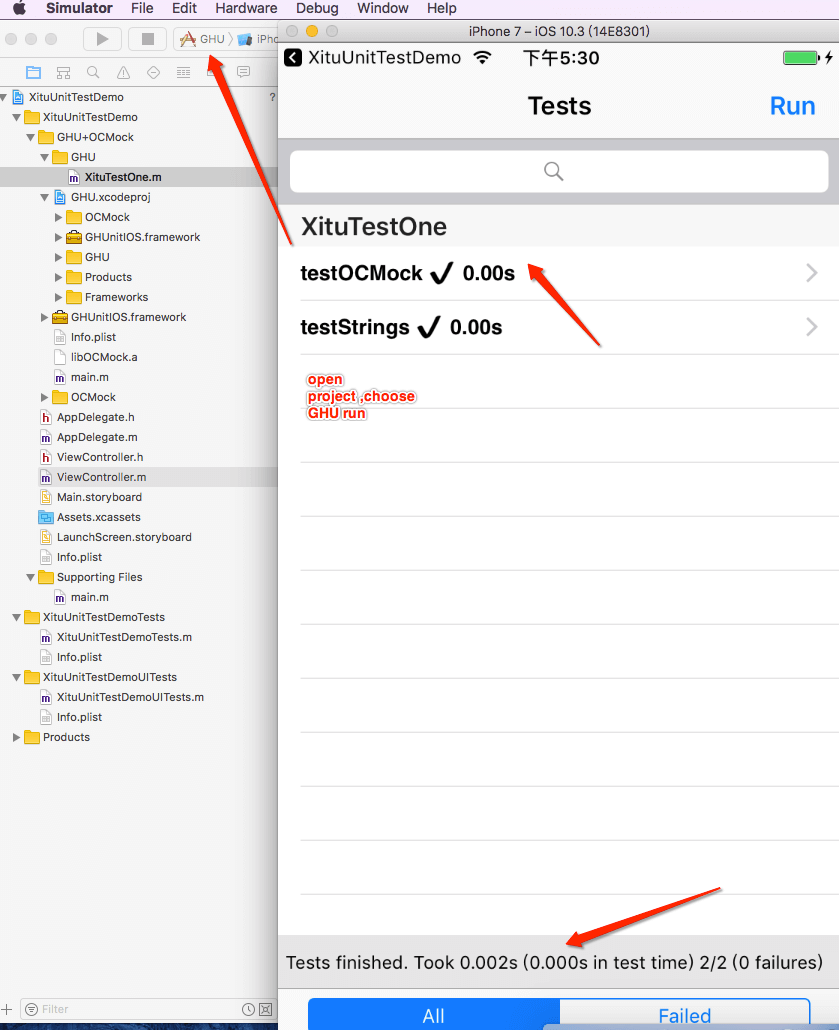 Simulator File Edit Hardware Debug Window Help
GHU
iPhone 7 – iOS 10.3 (14E8301)
XituUnitTestDemo
下午5:30
Tests
Run
XituTestOne
testOCMock ✔ 0.00s
testStrings ✔ 0.00s
open
project ,choose
GHU run
Tests finished. Took 0.002s (0.000s in test time) 2/2 (0 failures)
All
Failed
XituUnitTestDemo
?
XituUnitTestDemo
GHU+OCMock
GHU
XituTestOne.m
GHU.xcodeproj
OCMock
GHUnitIOS.framework
GHU
Products
Frameworks
GHUnitIOS.framework
Info.plist
libOCMock.a
main.m
OCMock
AppDelegate.h
AppDelegate.m
ViewController.h
ViewController.m
Main.storyboard
Assets.xcassets
LaunchScreen.storyboard
Info.plist
Supporting Files
main.m
XituUnitTestDemoTests
XituUnitTestDemoTests.m
Info.plist
XituUnitTestDemoUITests
XituUnitTestDemoUITests.m
Info.plist
Products
Filter